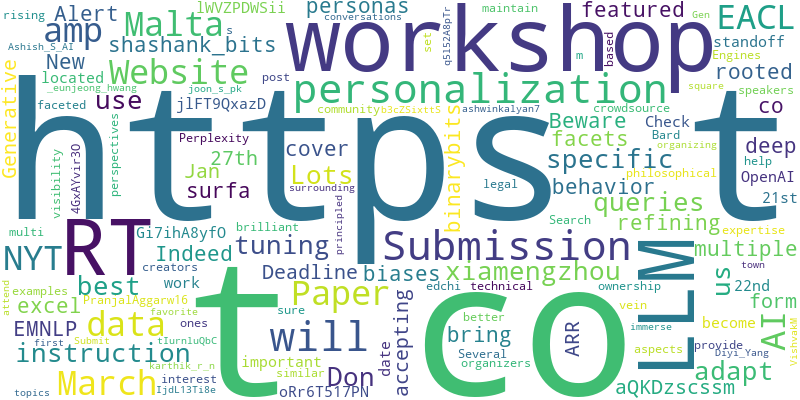 rising Alert lWVZPDWSii personas conversations maintain q5152A8pTr Gen
Ashish_S_AI amp Malta s featured set based Engines EACL
New shashank_bits workshop m standoff
located _eunjeong_hwang joon_s_pk post personalization square rooted
Generative faceted Website community b3cZSixttS crowdsource speakers
use jlFT9QxazD ashwinkalyan7 Beware Check co
visibility perspectives Perplexity cover binarybits facets Bard organizing deep
4GxAYvir3O 27th Lots specific philosophical OpenAI
https t
Jan surfa legal behavior help 21st
surrounding queries Search expertise
RT Gi7ihA8yfO brilliant principled refining 22nd
NYT Indeed tuning Submission LLM multiple
multi creators Deadline biases xiamengzhou us
best work edchi technical ownership form town
examples PranjalAggarw16 Paper accepting Several better vein become AI
attend excel favorite sure bring immerse
EMNLP data ones will organizers ARR aspects provide VishvakM
March first tIurnluQbC important date Diyi_Yang
instruction t co
Submit karthik_r_n similar Don adapt
topics interest IjdL13Ti8e oRr6T517PN aQKDzscssm